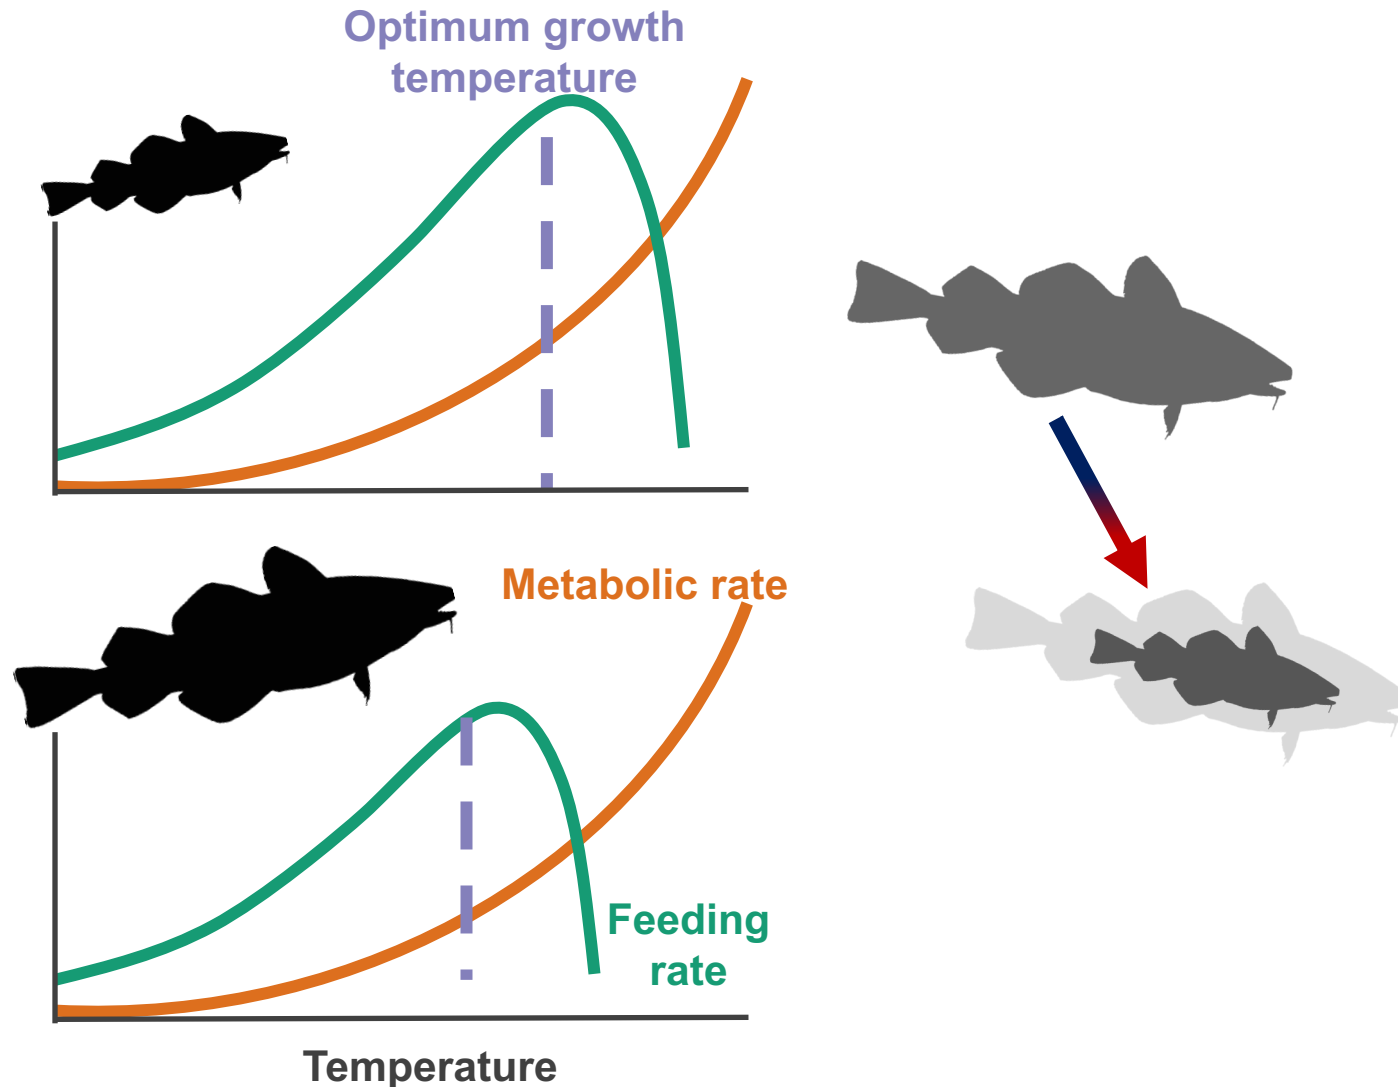 Optimum growth
temperature
Metabolic rate
Feeding
rate
Temperature